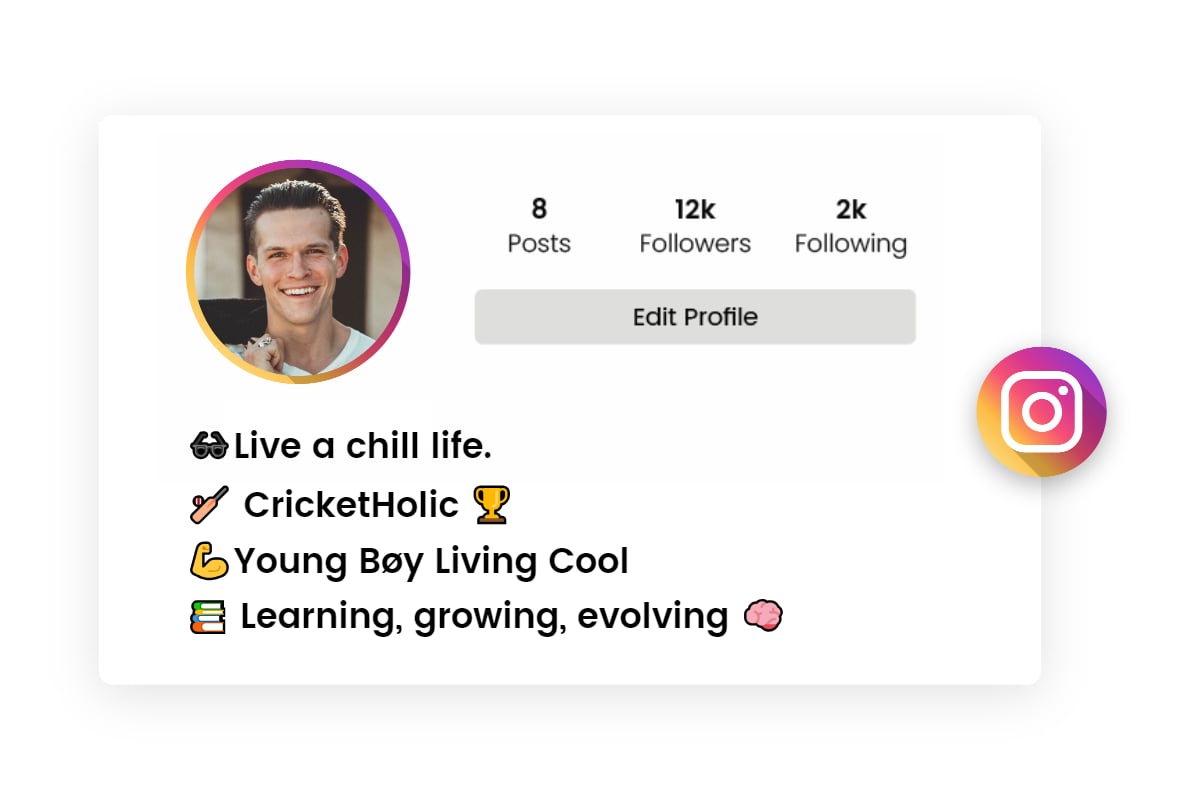 8 12k 2k
Posts Followers Following
Edit Profile
🕶️Live a chill life.
🏏 CricketHolic 🏆
💪Young Bøy Living Cool
📚 Learning, growing, evolving 🧠